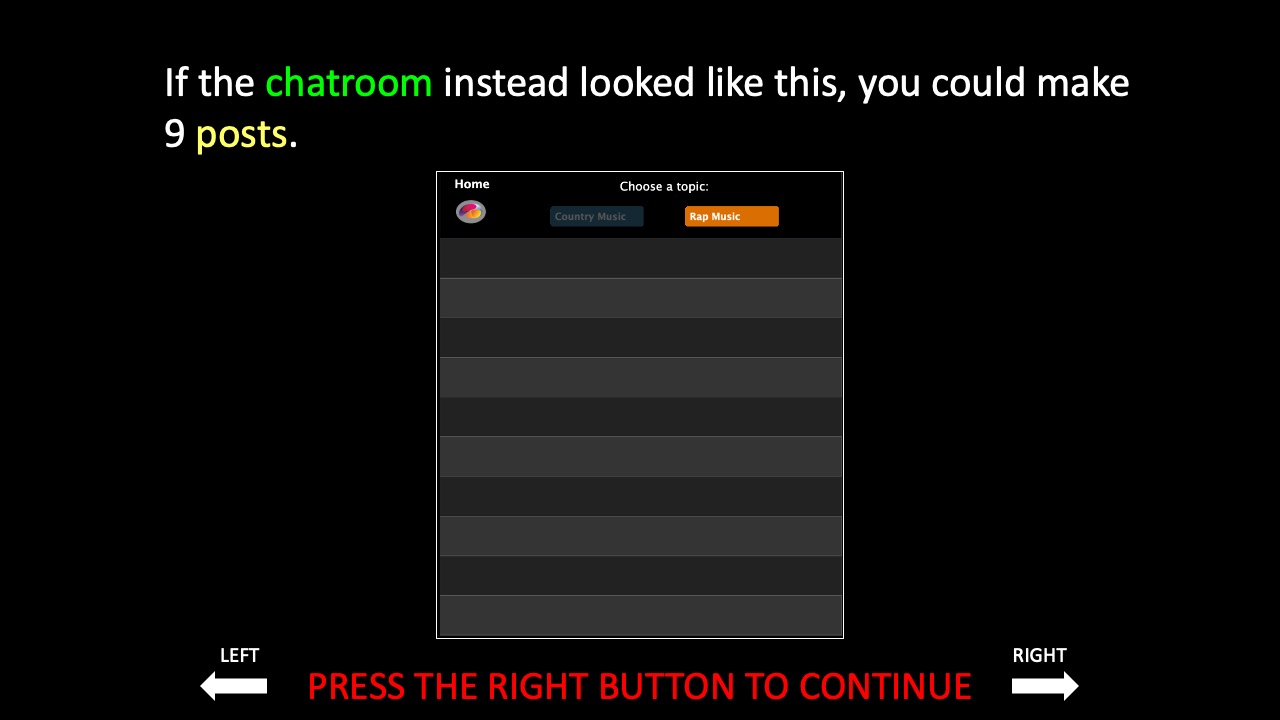 If the chatroom instead looked like this, you could make
9 posts.
Home
Choose a topic:
Country Music
Rap Music
LEFT
RIGHT
PRESS THE RIGHT BUTTON TO CONTINUE